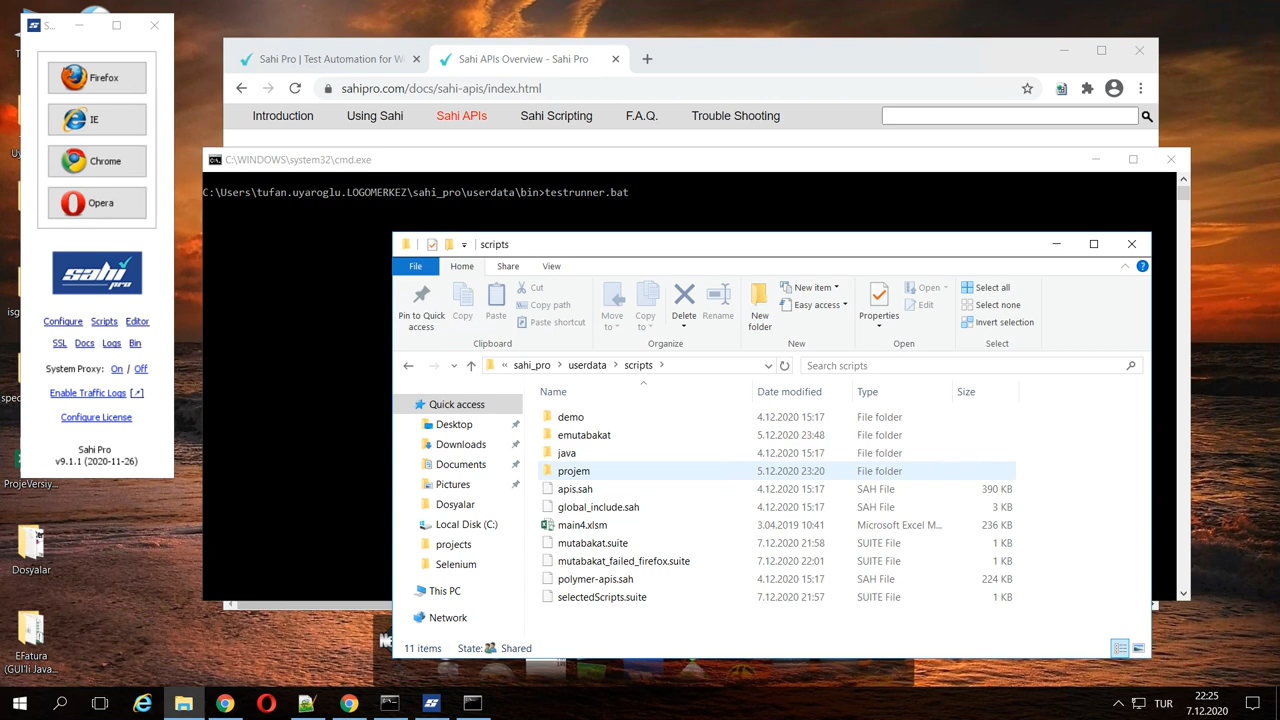 S...
Firefox
IE
Chrome
Opera
sahi
pro
Configure Scripts Editor
SSL Docs Logs Bin
System Proxy: On / Off
Enable Traffic Logs [↗]
Configure License
Sahi Pro
v9.1.1 (2020-11-26)
ProjeVersiy...
Dosyalar
EFatura
(GUI'li Java...
Sahi Pro | Test Automation for W
Sahi APIs Overview - Sahi Pro
sahipro.com/docs/sahi-apis/index.html
Introduction Using Sahi Sahi APIs Sahi Scripting F.A.Q. Trouble Shooting
C:\WINDOWS\system32\cmd.exe
C:\Users\tufan.uyaroglu.LOGOMERKEZ\sahi_pro\userdata\bin>testrunner.bat
scripts
File Home Share View
Pin to Quick access
Copy
Paste
Cut
Copy path
Paste shortcut
Clipboard
Move to
Copy to
Delete
Rename
Organize
New folder
New item
Easy access
New
Properties
Open
Edit
Open
Select all
Select none
Invert selection
Select
« sahi_pro > userdata > scripts >
Search scripts
Name Date modified Type Size
Quick access
Desktop
Downloads
Documents
Pictures
Dosyalar
Local Disk (C:)
projects
Selenium
This PC
Network
demo 4.12.2020 15:17 File folder
emutabakat 5.12.2020 23:48 File folder
java 4.12.2020 15:17 File folder
projem 5.12.2020 23:20 File folder
apis.sah 4.12.2020 15:17 SAH File 390 KB
global_include.sah 4.12.2020 15:17 SAH File 3 KB
main4.xlsm 3.04.2019 10:41 Microsoft Excel M... 236 KB
mutabakat.suite 7.12.2020 21:58 SUITE File 1 KB
mutabakat_failed_firefox.suite 7.12.2020 22:01 SUITE File 1 KB
polymer-apis.sah 4.12.2020 15:17 SAH File 224 KB
selectedScripts.suite 7.12.2020 21:57 SUITE File 1 KB
11 items State: Shared
TUR
22:25
7.12.2020